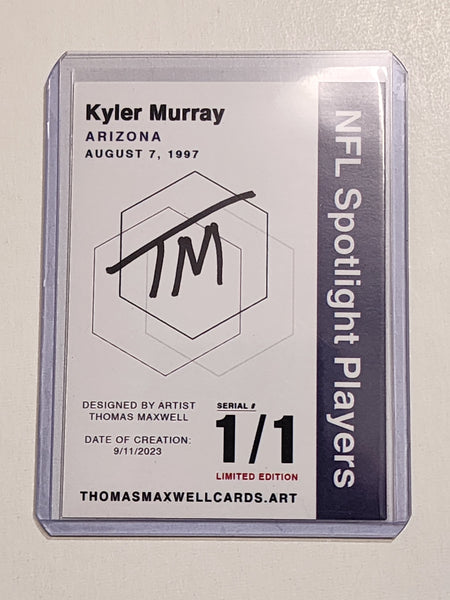 Kyler Murray
ARIZONA
AUGUST 7, 1997
TM
DESIGNED BY ARTIST
THOMAS MAXWELL
DATE OF CREATION:
9/11/2023
SERIAL #
1/1
LIMITED EDITION
THOMASMAXWELLCARDS.ART
NFL Spotlight Players